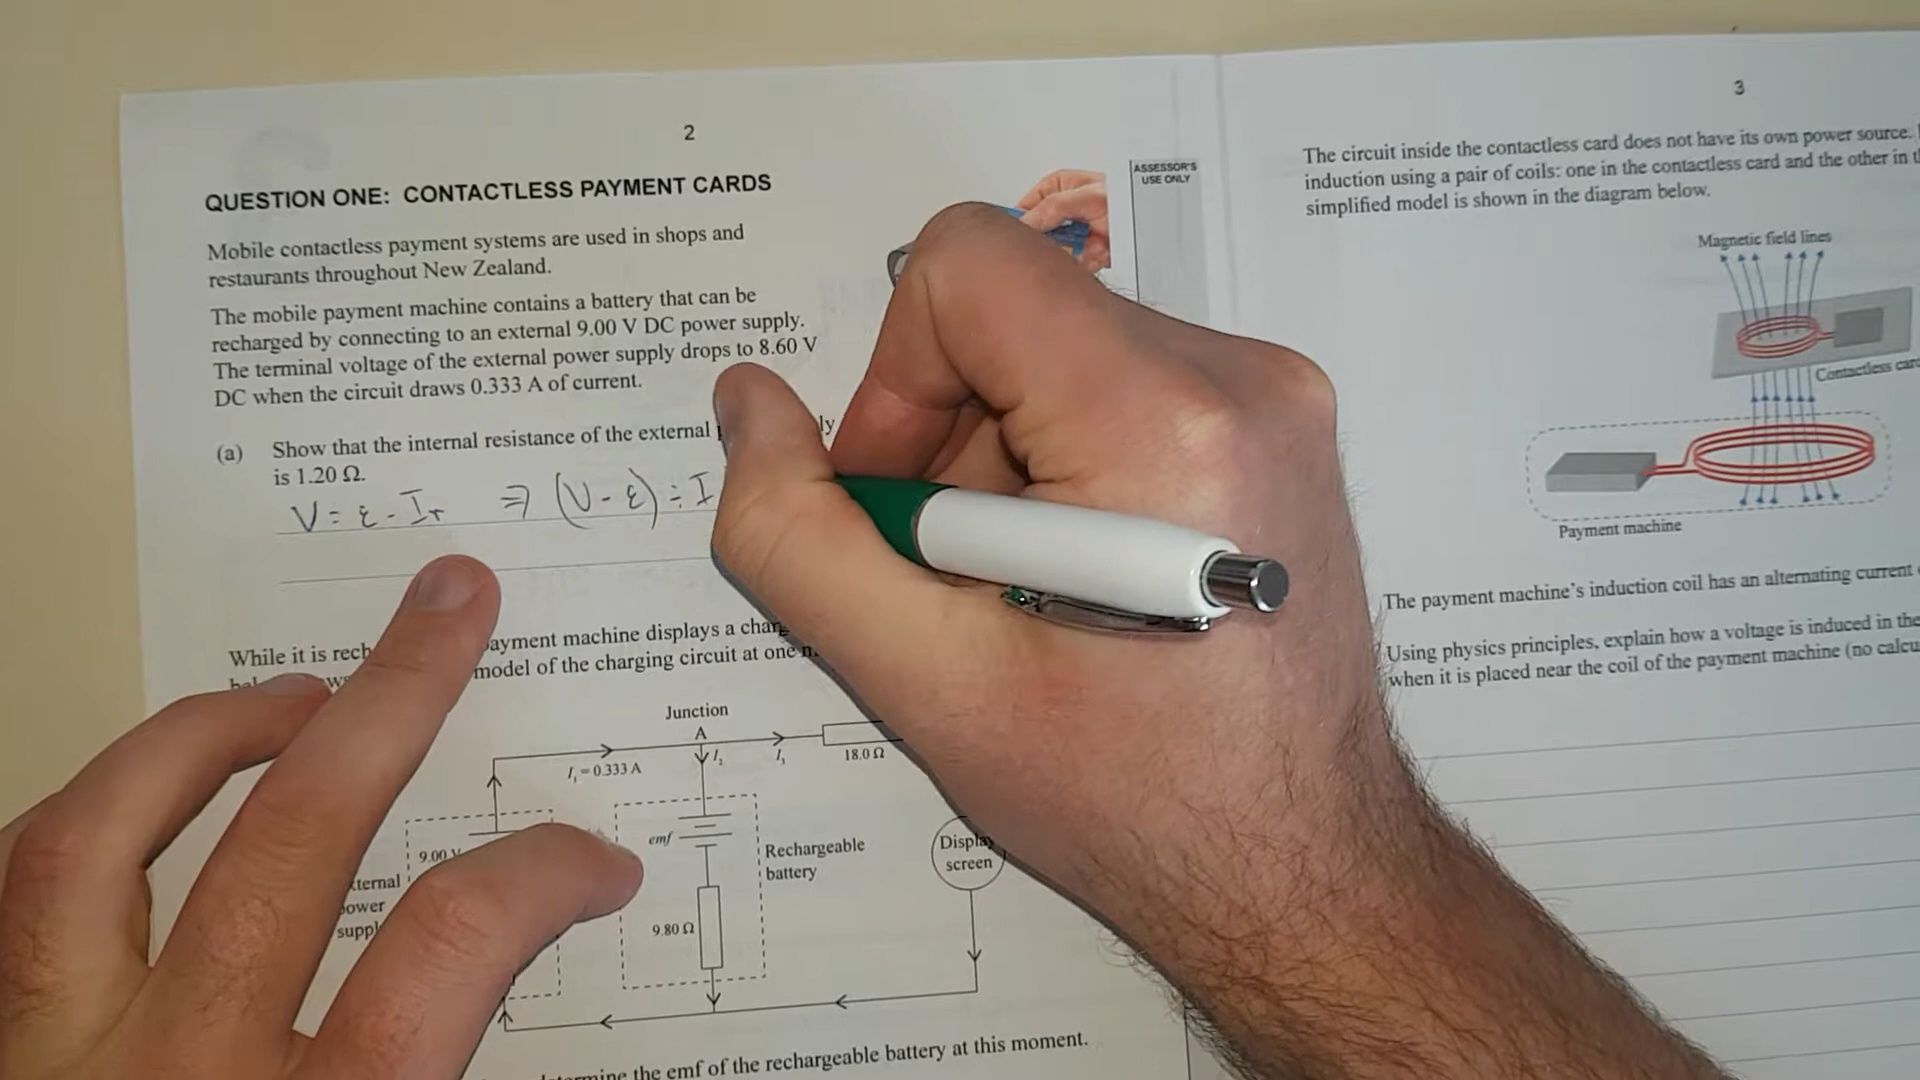 2
QUESTION ONE: CONTACTLESS PAYMENT CARDS
ASSESSOR'S
USE ONLY
Mobile contactless payment systems are used in shops and
restaurants throughout New Zealand.
The mobile payment machine contains a battery that can be
recharged by connecting to an external 9.00 V DC power supply.
The terminal voltage of the external power supply drops to 8.60 V
DC when the circuit draws 0.333 A of current.
(a) Show that the internal resistance of the external
is 1.20 Ω.
V = ε - Ir ⇒ (V - ε) ÷ I
While it is
payment machine displays a
model of the charging circuit at one
Junction
A
I₁ = 0.333 A
I₂
I₃
18.0 Ω
9.00 V
emf
Rechargeable
battery
Display
screen
power
9.80 Ω
the emf of the rechargeable battery at this moment.
3
The circuit inside the contactless card does not have its own power source.
induction using a pair of coils: one in the contactless card and the other in
simplified model is shown in the diagram below.
Magnetic field lines
Contactless
Payment machine
The payment machine's induction coil has an alternating current
Using physics principles, explain how a voltage is induced in the
when it is placed near the coil of the payment machine (no